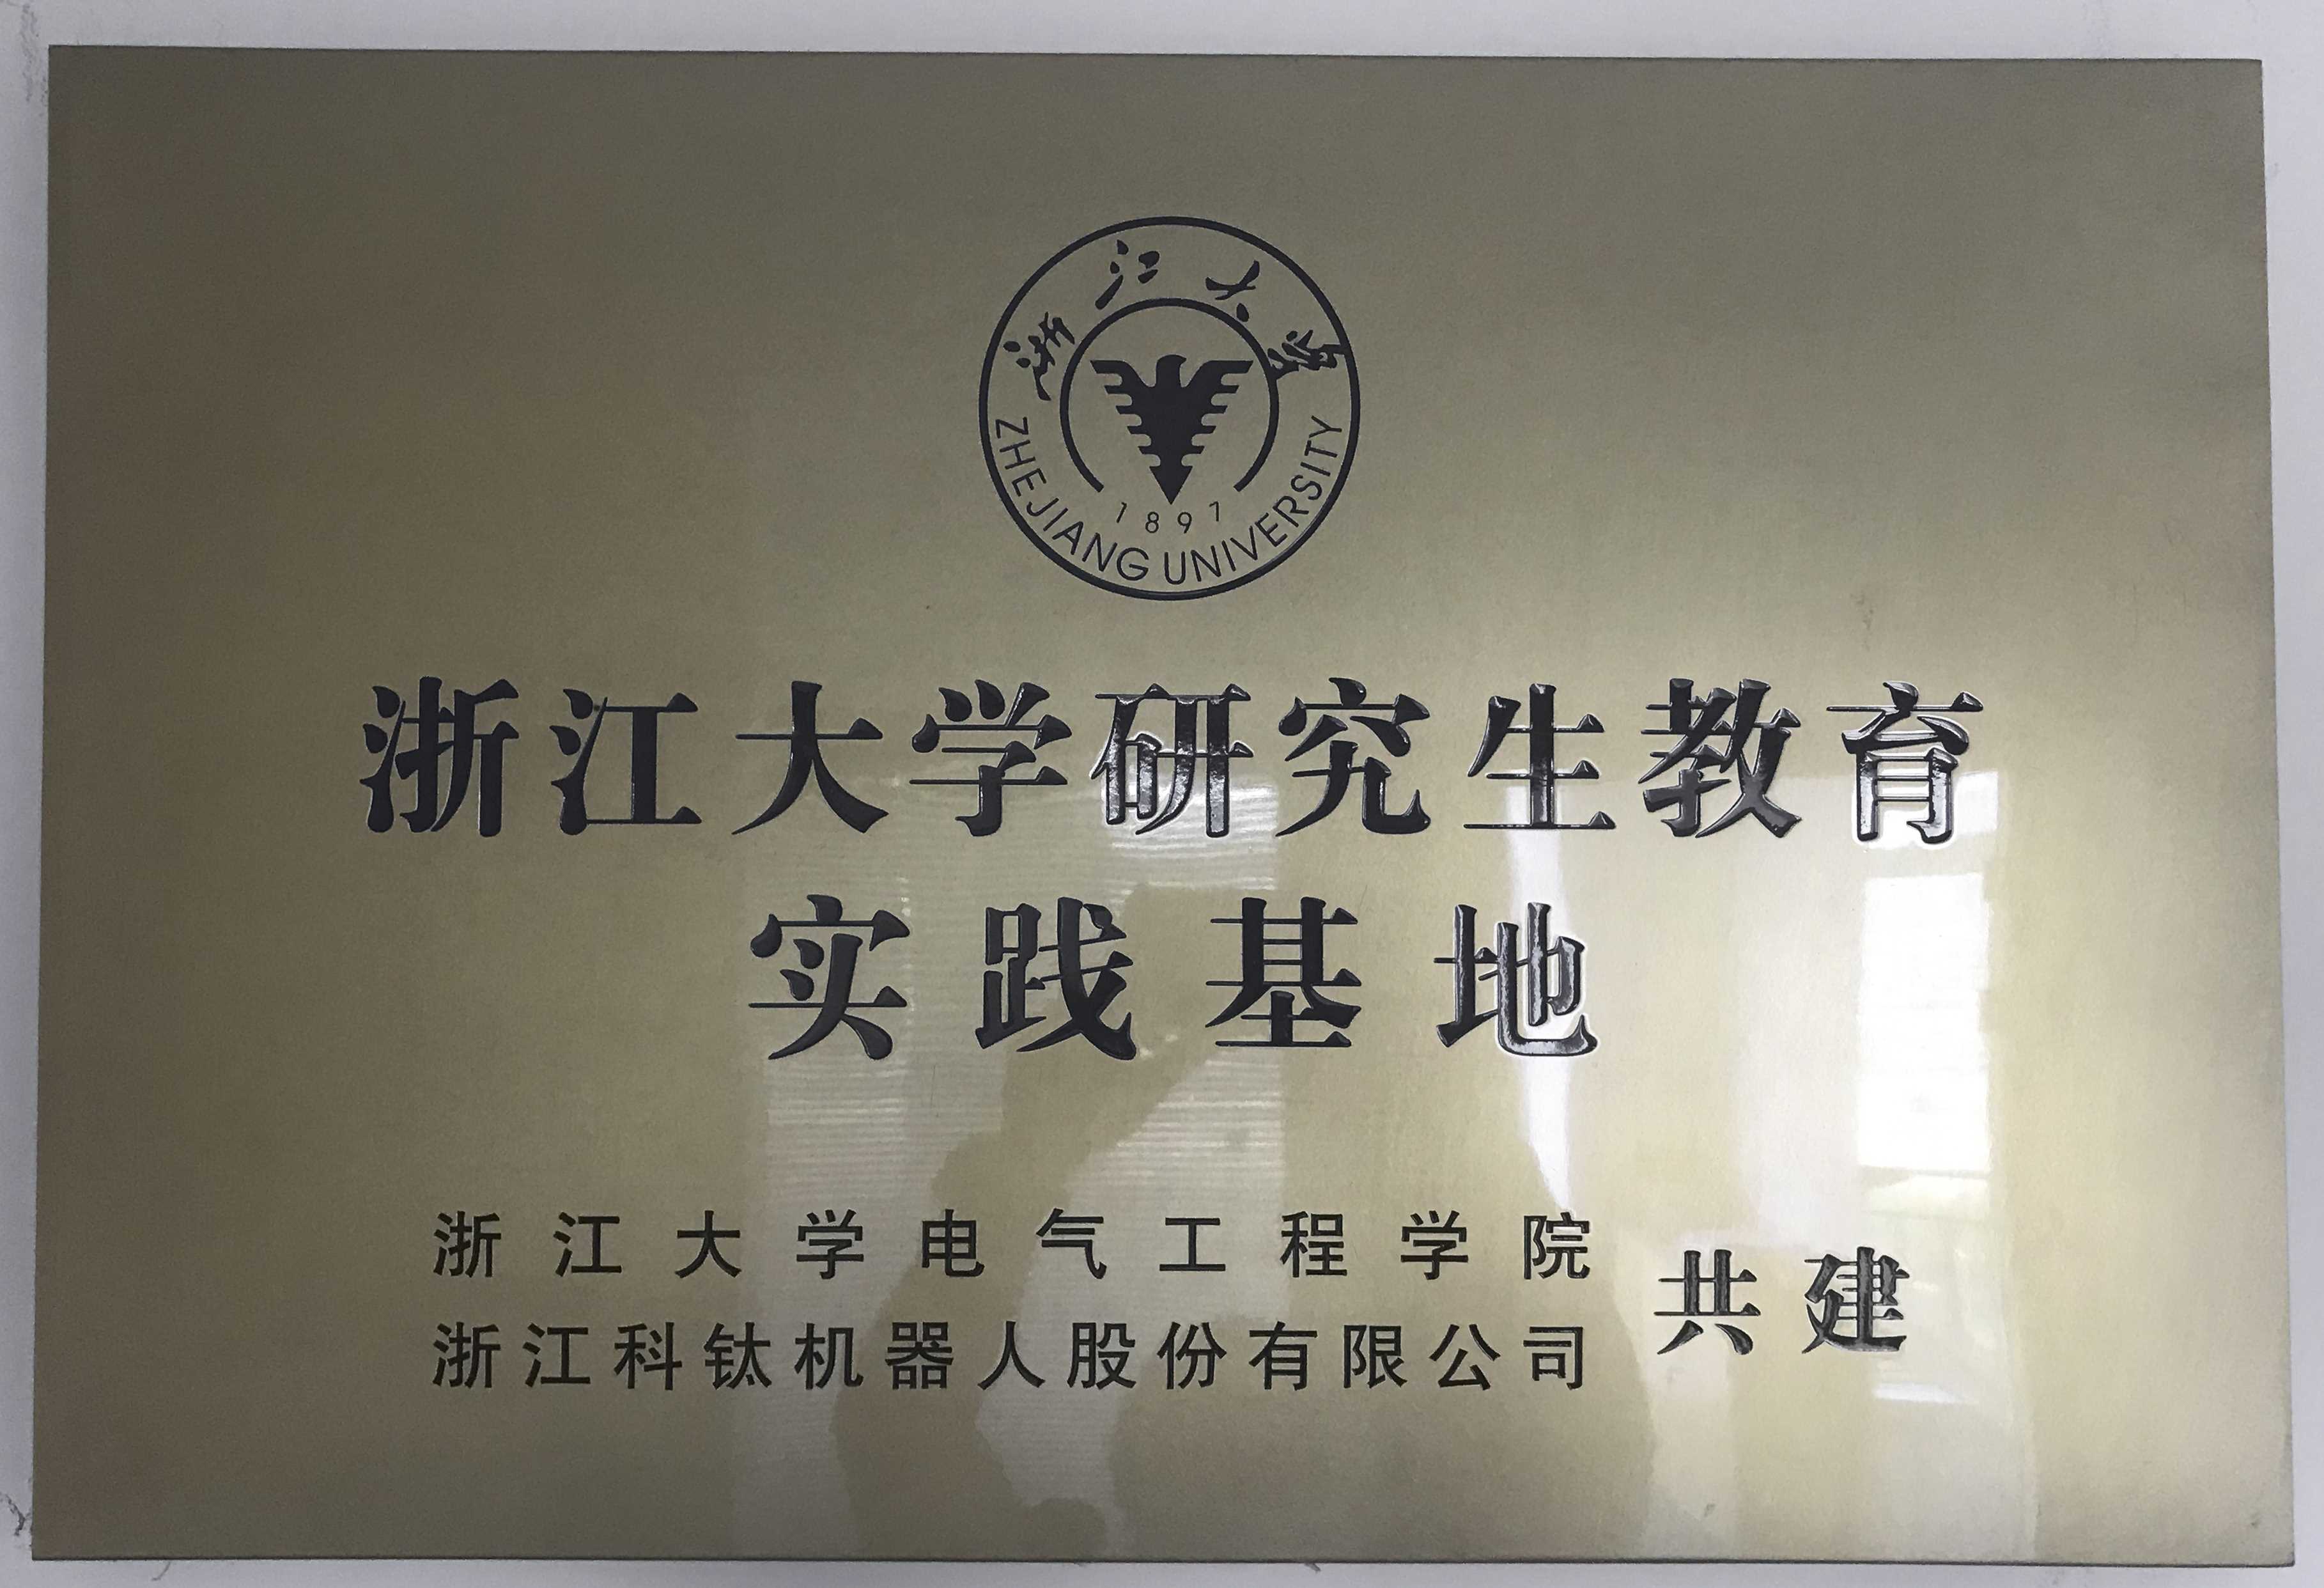 浙江大学
1897
ZHEJIANG UNIVERSITY
浙江大学研究生教育
实践基地
浙江大学电气工程学院
浙江科钛机器人股份有限公司
共建